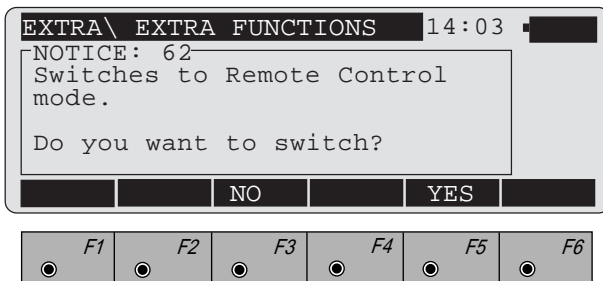 EXTRA\ EXTRA FUNCTIONS 14:03
NOTICE: 62
Switches to Remote Control
mode.
Do you want to switch?
NO YES
F1 F2 F3 F4 F5 F6